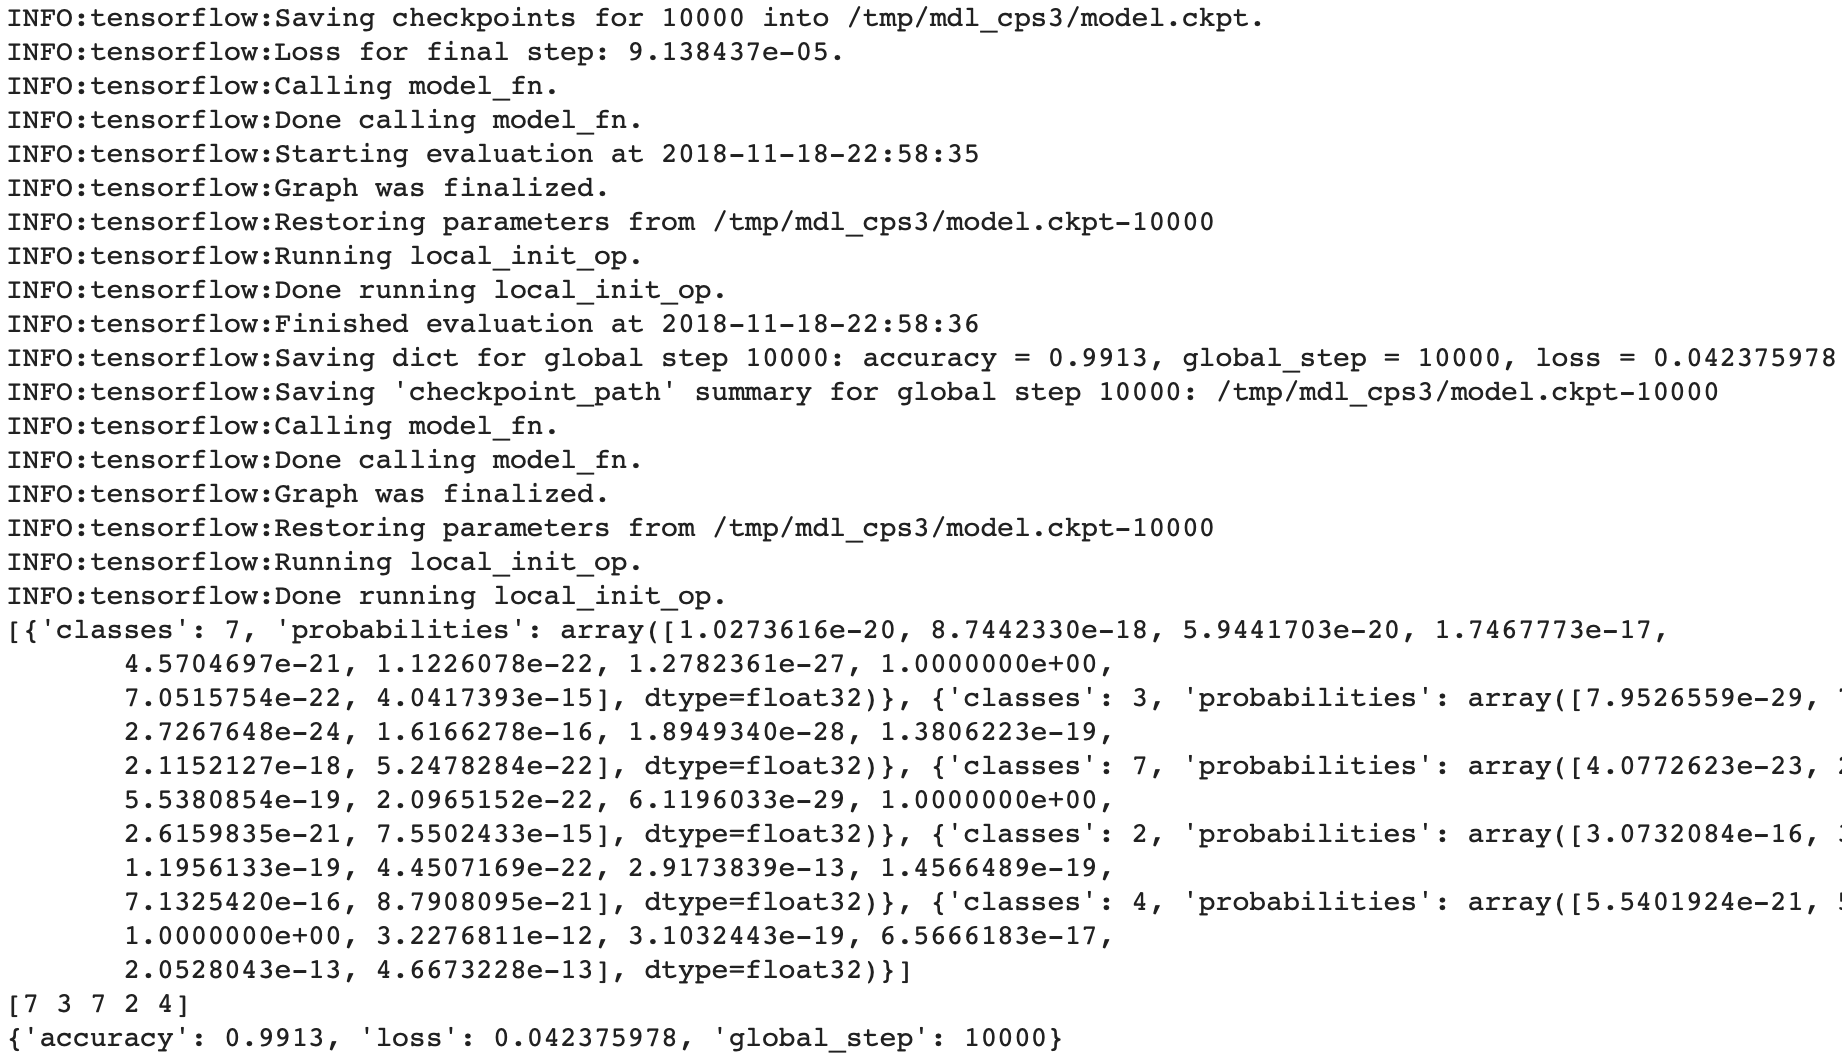 INFO:tensorflow:Saving checkpoints for 10000 into /tmp/mdl_cps3/model.ckpt.
INFO:tensorflow:Loss for final step: 9.138437e-05.
INFO:tensorflow:Calling model_fn.
INFO:tensorflow:Done calling model_fn.
INFO:tensorflow:Starting evaluation at 2018-11-18-22:58:35
INFO:tensorflow:Graph was finalized.
INFO:tensorflow:Restoring parameters from /tmp/mdl_cps3/model.ckpt-10000
INFO:tensorflow:Running local_init_op.
INFO:tensorflow:Done running local_init_op.
INFO:tensorflow:Finished evaluation at 2018-11-18-22:58:36
INFO:tensorflow:Saving dict for global step 10000: accuracy = 0.9913, global_step = 10000, loss = 0.042375978
INFO:tensorflow:Saving 'checkpoint_path' summary for global step 10000: /tmp/mdl_cps3/model.ckpt-10000
INFO:tensorflow:Calling model_fn.
INFO:tensorflow:Done calling model_fn.
INFO:tensorflow:Graph was finalized.
INFO:tensorflow:Restoring parameters from /tmp/mdl_cps3/model.ckpt-10000
INFO:tensorflow:Running local_init_op.
INFO:tensorflow:Done running local_init_op.
[{'classes': 7, 'probabilities': array([1.0273616e-20, 8.7442330e-18, 5.9441703e-20, 1.7467773e-17,
4.5704697e-21, 1.1226078e-22, 1.2782361e-27, 1.0000000e+00,
7.0515754e-22, 4.0417393e-15], dtype=float32)}, {'classes': 3, 'probabilities': array([7.9526559e-29,
2.7267648e-24, 1.6166278e-16, 1.8949340e-28, 1.3806223e-19,
2.1152127e-18, 5.2478284e-22], dtype=float32)}, {'classes': 7, 'probabilities': array([4.0772623e-23,
5.5380854e-19, 2.0965152e-22, 6.1196033e-29, 1.0000000e+00,
2.6159835e-21, 7.5502433e-15], dtype=float32)}, {'classes': 2, 'probabilities': array([3.0732084e-16,
1.1956133e-19, 4.4507169e-22, 2.9173839e-13, 1.4566489e-19,
7.1325420e-16, 8.7908095e-21], dtype=float32)}, {'classes': 4, 'probabilities': array([5.5401924e-21,
1.0000000e+00, 3.2276811e-12, 3.1032443e-19, 6.5666183e-17,
2.0528043e-13, 4.6673228e-13], dtype=float32)}]
[7 3 7 2 4]
{'accuracy': 0.9913, 'loss': 0.042375978, 'global_step': 10000}